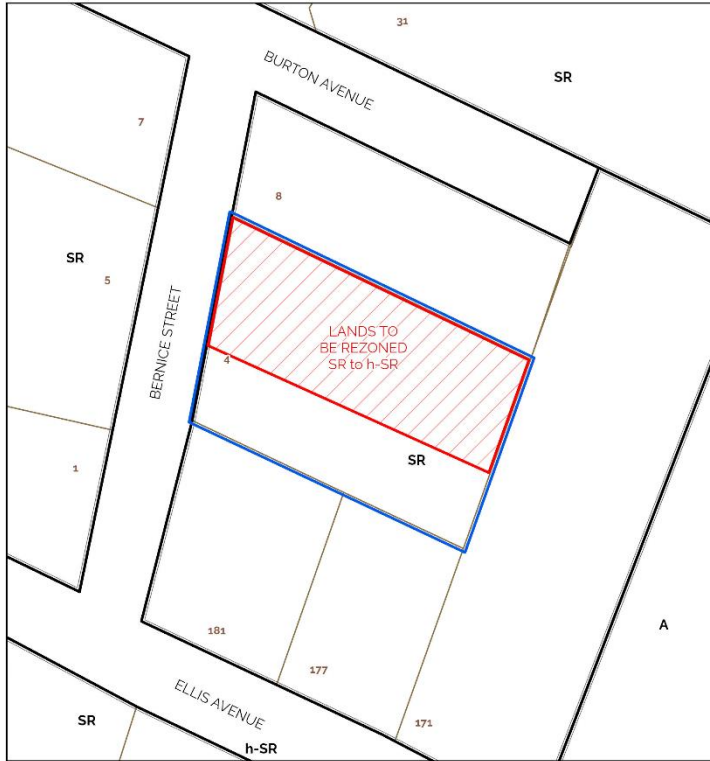 31
BURTON AVENUE
SR
7
8
SR
5
BERNICE STREET
LANDS TO
BE REZONED
SR to h-SR
4
SR
1
A
181
177
171
ELLIS AVENUE
SR
h-SR